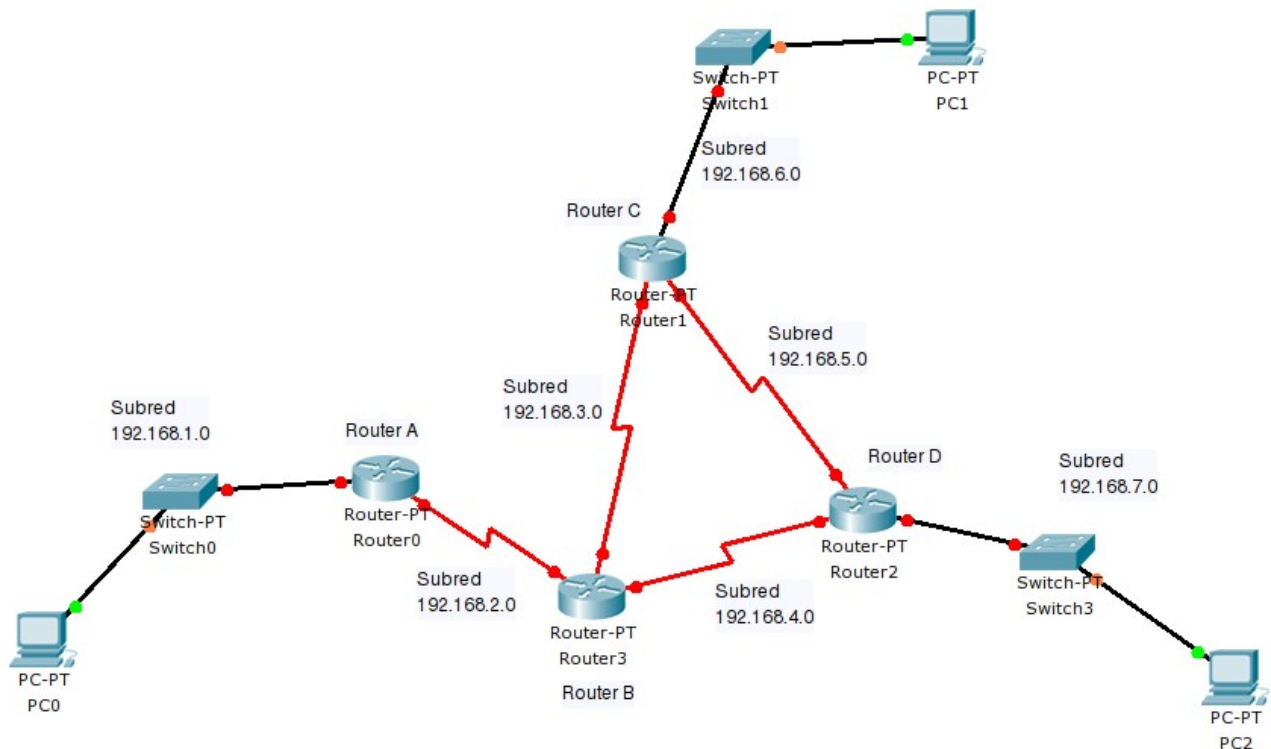 Switch-PT
Switch1
PC-PT
PC1
Subred
192.168.6.0
Router C
Router-PT
Router1
Subred
192.168.5.0
Subred
192.168.3.0
Subred
192.168.1.0
Router A
Router D
Subred
192.168.7.0
Switch-PT
Switch0
Router-PT
Router0
Router-PT
Router2
Switch-PT
Switch3
Subred
192.168.2.0
Subred
192.168.4.0
Router-PT
Router3
Router B
PC-PT
PC0
PC-PT
PC2